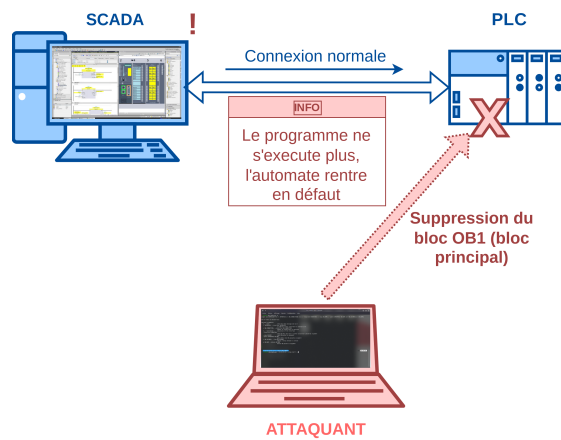 SCADA
!
PLC
Connexion normale
INFO
Le programme ne
s'execute plus,
l'automate rentre
en défaut
Suppression du
bloc OB1 (bloc
principal)
ATTAQUANT